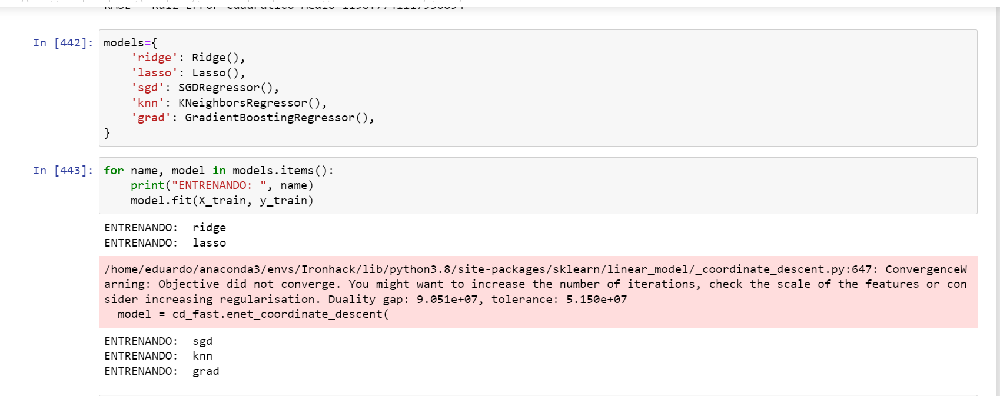 In [442]: models={
'ridge': Ridge(),
'lasso': Lasso(),
'sgd': SGDRegressor(),
'knn': KNeighborsRegressor(),
'grad': GradientBoostingRegressor(),
}
In [443]: for name, model in models.items():
print("ENTRENANDO: ", name)
model.fit(X_train, y_train)
ENTRENANDO:  ridge
ENTRENANDO:  lasso
/home/eduardo/anaconda3/envs/Ironhack/lib/python3.8/site-packages/sklearn/linear_model/_coordinate_descent.py:647: ConvergenceW
arning: Objective did not converge. You might want to increase the number of iterations, check the scale of the features or con
sider increasing regularisation. Duality gap: 9.051e+07, tolerance: 5.150e+07
model = cd_fast.enet_coordinate_descent(
ENTRENANDO:  sgd
ENTRENANDO:  knn
ENTRENANDO:  grad